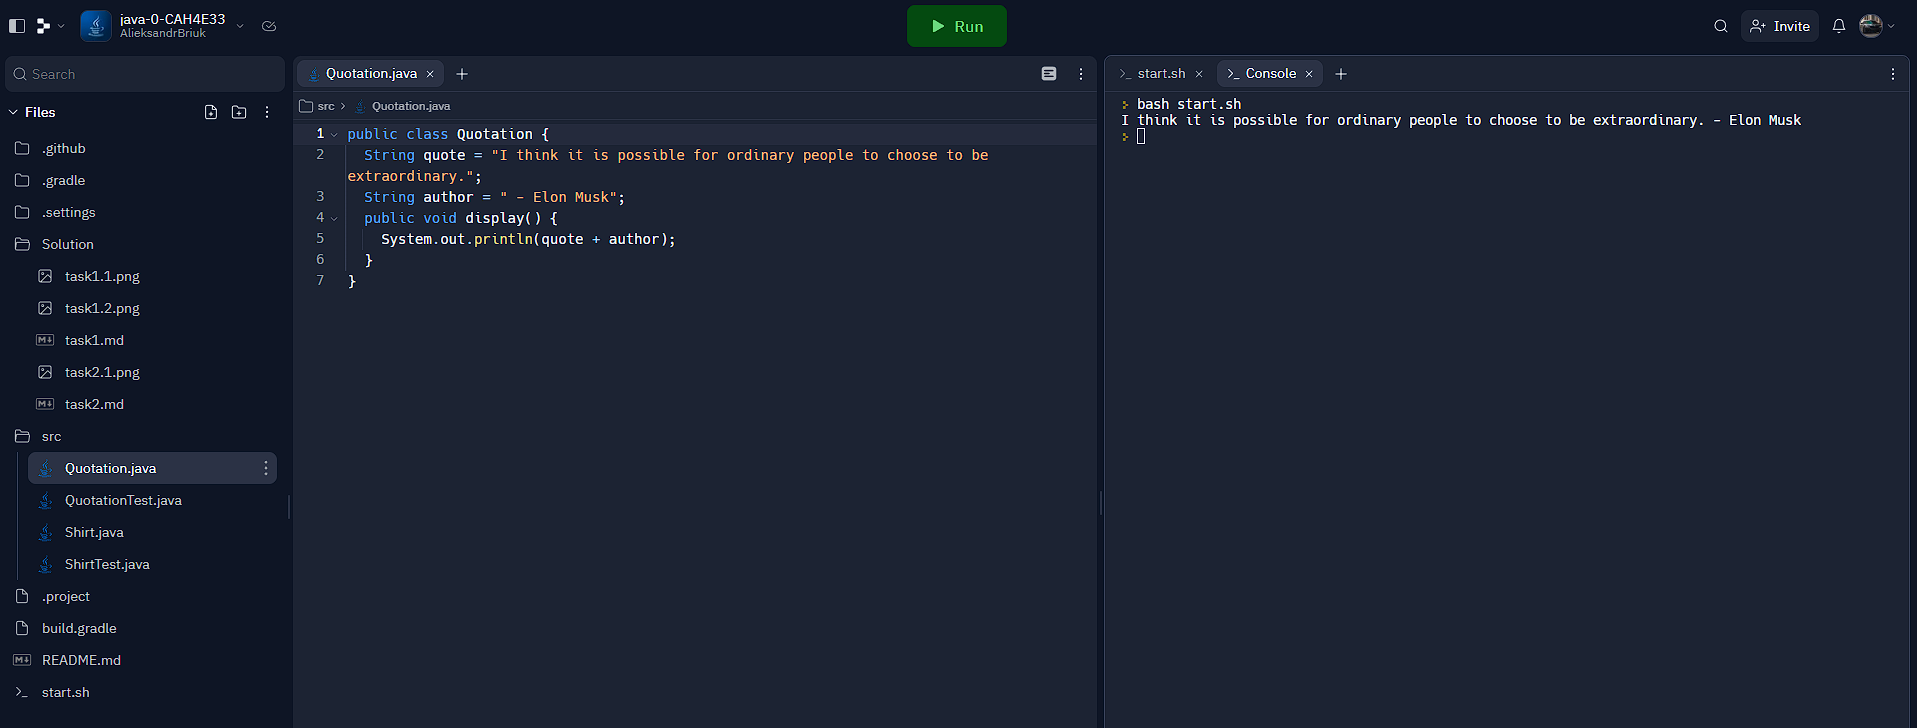 java-0-CAH4E33
AlieksandrBriuk
Run
Invite
Search
Files
.github
.gradle
.settings
Solution
task1.1.png
task1.2.png
task1.md
task2.1.png
task2.md
src
Quotation.java
QuotationTest.java
Shirt.java
ShirtTest.java
.project
build.gradle
README.md
start.sh
Quotation.java
src > Quotation.java
1 public class Quotation {
2 String quote = "I think it is possible for ordinary people to choose to be
extraordinary.";
3 String author = " - Elon Musk";
4 public void display() {
5 System.out.println(quote + author);
6 }
7 }
start.sh Console
bash start.sh
I think it is possible for ordinary people to choose to be extraordinary. - Elon Musk